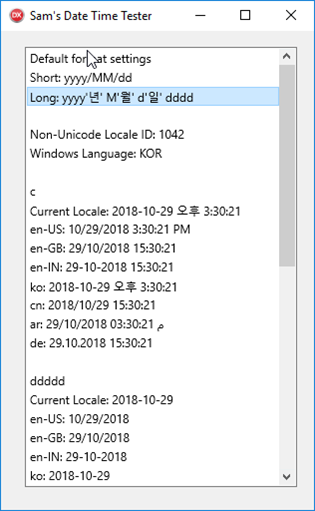 Sam's Date Time Tester
Default format settings
Short: yyyy/MM/dd
Long: yyyy'년' M'월' d'일' dddd
Non-Unicode Locale ID: 1042
Windows Language: KOR
c
Current Locale: 2018-10-29 오후 3:30:21
en-US: 10/29/2018 3:30:21 PM
en-GB: 29/10/2018 15:30:21
en-IN: 29-10-2018 15:30:21
ko: 2018-10-29 오후 3:30:21
cn: 2018/10/29 15:30:21
ar: 29/10/2018 03:30:21 م
de: 29.10.2018 15:30:21
ddddd
Current Locale: 2018-10-29
en-US: 10/29/2018
en-GB: 29/10/2018
en-IN: 29-10-2018
ko: 2018-10-29